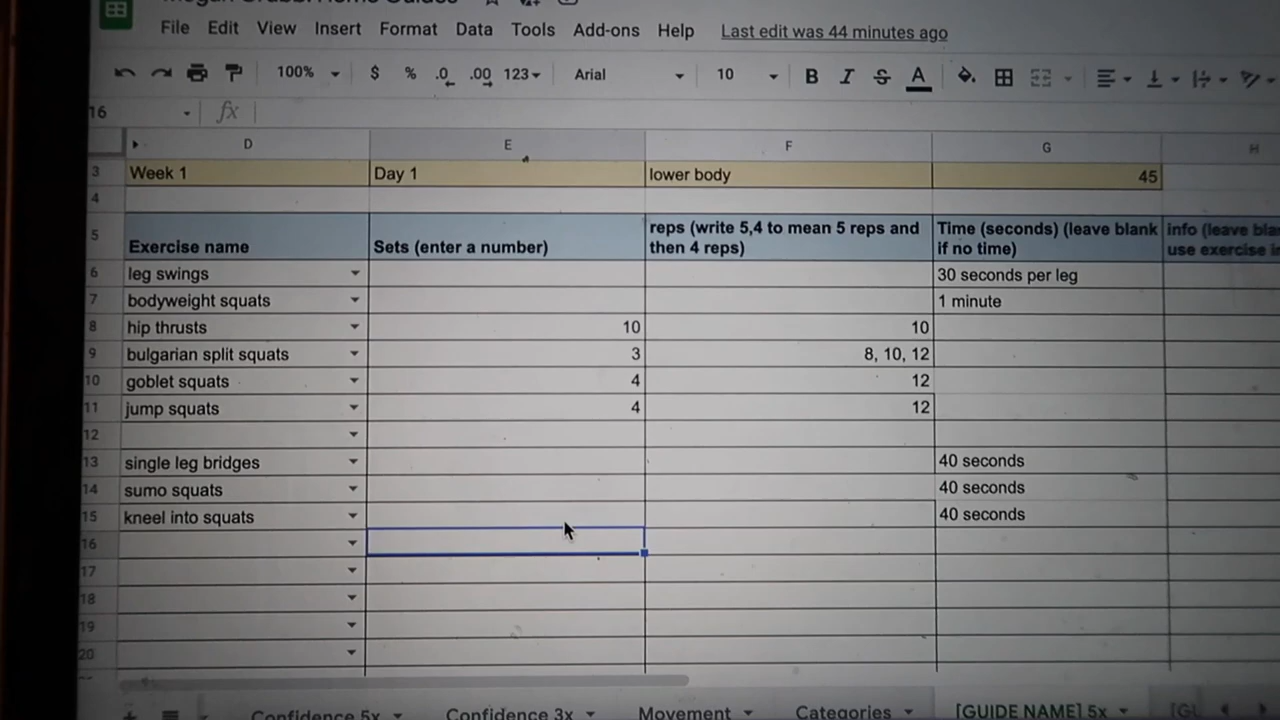 File Edit View Insert Format Data Tools Add-ons Help Last edit was 44 minutes ago
100% $ % .0 .00 123 Arial 10 B I S A
16 fx
D E F G H
3 Week 1 Day 1 lower body 45
4
5 Exercise name Sets (enter a number) reps (write 5,4 to mean 5 reps and then 4 reps) Time (seconds) (leave blank if no time) info (leave use exercise
6 leg swings 30 seconds per leg
7 bodyweight squats 1 minute
8 hip thrusts 10 10
9 bulgarian split squats 3 8, 10, 12
10 goblet squats 4 12
11 jump squats 4 12
12
13 single leg bridges 40 seconds
14 sumo squats 40 seconds
15 kneel into squats 40 seconds
16
17
18
19
20
Confidence 5x Confidence 3x Movement Categories [GUIDE NAME] 5x